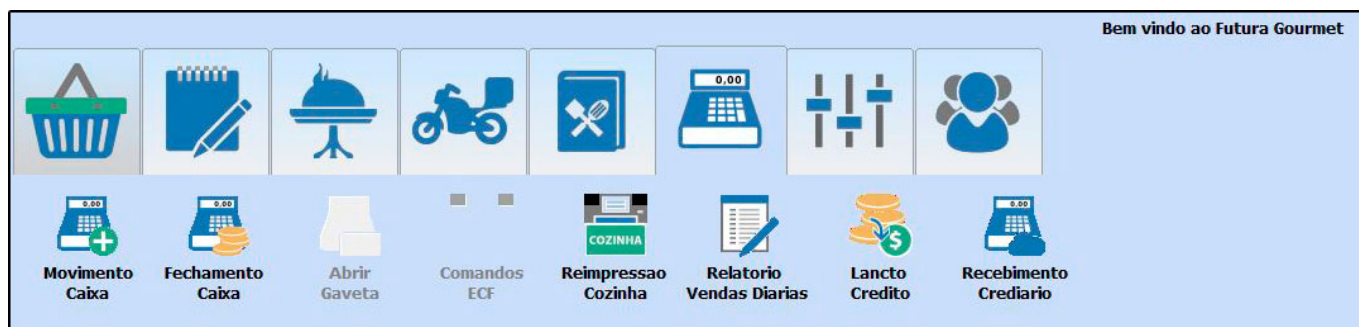 Bem vindo ao Futura Gourmet
0,00
0,00
0,00
COZINHA
0,00
Movimento
Caixa
Fechamento
Caixa
Abrir
Gaveta
Comandos
ECF
Reimpressao
Cozinha
Relatorio
Vendas Diarias
Lancto
Credito
Recebimento
Crediario